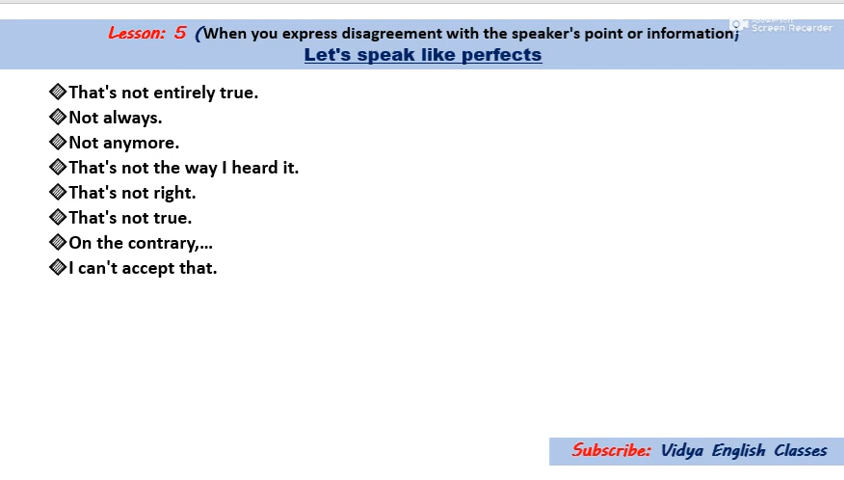 Lesson: 5 (When you express disagreement with the speaker's point or information)
Let's speak like perfects
That's not entirely true.
Not always.
Not anymore.
That's not the way I heard it.
That's not right.
That's not true.
On the contrary,...
I can't accept that.
Subscribe: Vidya English Classes
Screen Recorder